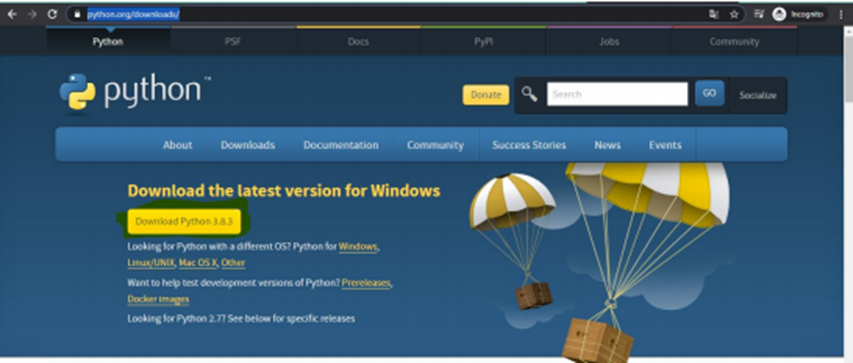 python.org/downloads/
Incognito
Python PSF Docs PyPI Jobs Community
python™
Donate Search GO Socialize
About Downloads Documentation Community Success Stories News Events
Download the latest version for Windows
Download Python 3.8.3
Looking for Python with a different OS? Python for Windows,
Linux/UNIX, Mac OS X, Other
Want to help test development versions of Python? Prereleases,
Docker images
Looking for Python 2.7? See below for specific releases